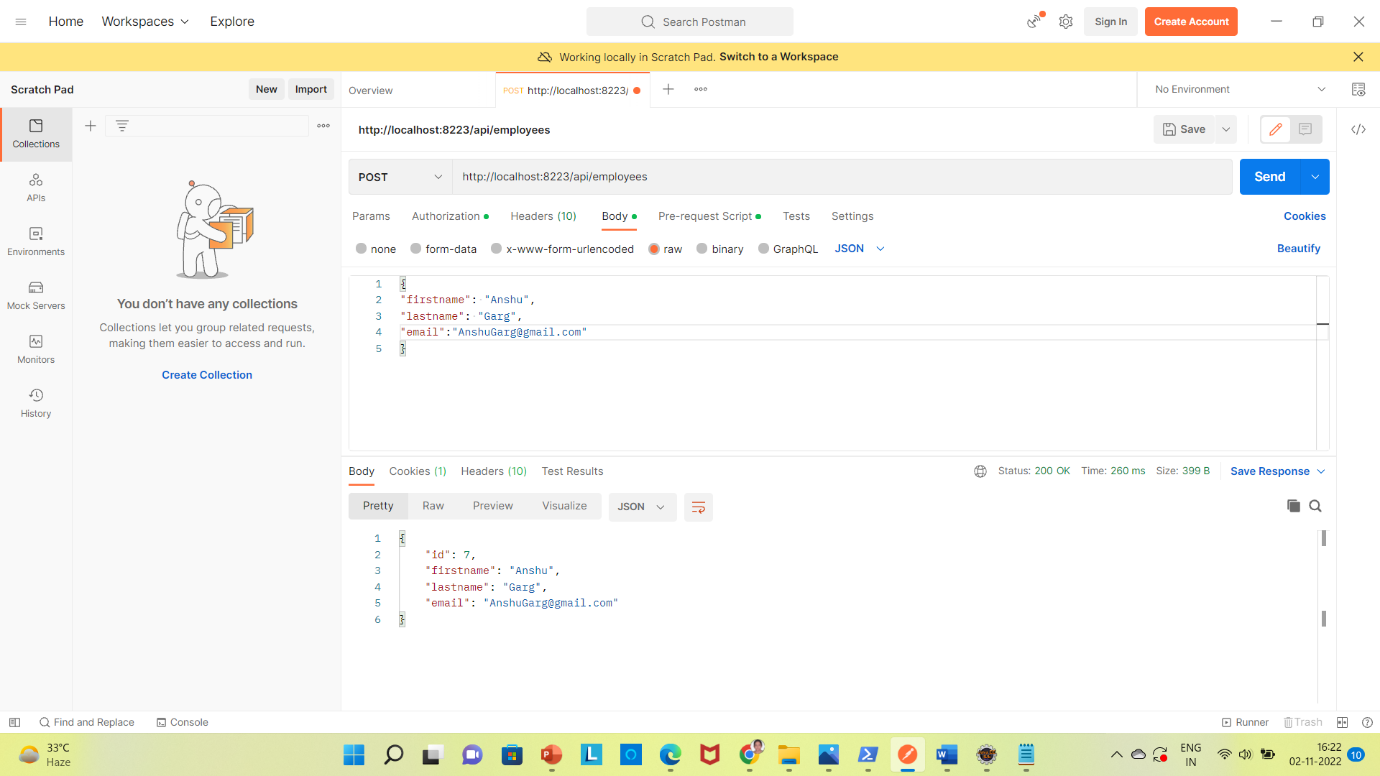 Home Workspaces Explore Search Postman Sign In Create Account
Working locally in Scratch Pad. Switch to a Workspace
Scratch Pad New Import Overview POST http://localhost:8223/ No Environment
http://localhost:8223/api/employees Save
Collections
POST http://localhost:8223/api/employees Send
APIs
Params Authorization Headers (10) Body Pre-request Script Tests Settings Cookies
Environments
none form-data x-www-form-urlencoded raw binary GraphQL JSON Beautify
Mock Servers
Monitors
History
You don't have any collections
Collections let you group related requests,
making them easier to access and run.
Create Collection
1 {
2 "firstname": "Anshu",
3 "lastname": "Garg",
4 "email":"AnshuGarg@gmail.com"
5 }
Body Cookies (1) Headers (10) Test Results Status: 200 OK Time: 260 ms Size: 399 B Save Response
Pretty Raw Preview Visualize JSON
1 {
2 "id": 7,
3 "firstname": "Anshu",
4 "lastname": "Garg",
5 "email": "AnshuGarg@gmail.com"
6 }
Find and Replace Console Runner Trash
33°C
Haze
ENG
IN
16:22
02-11-2022
10